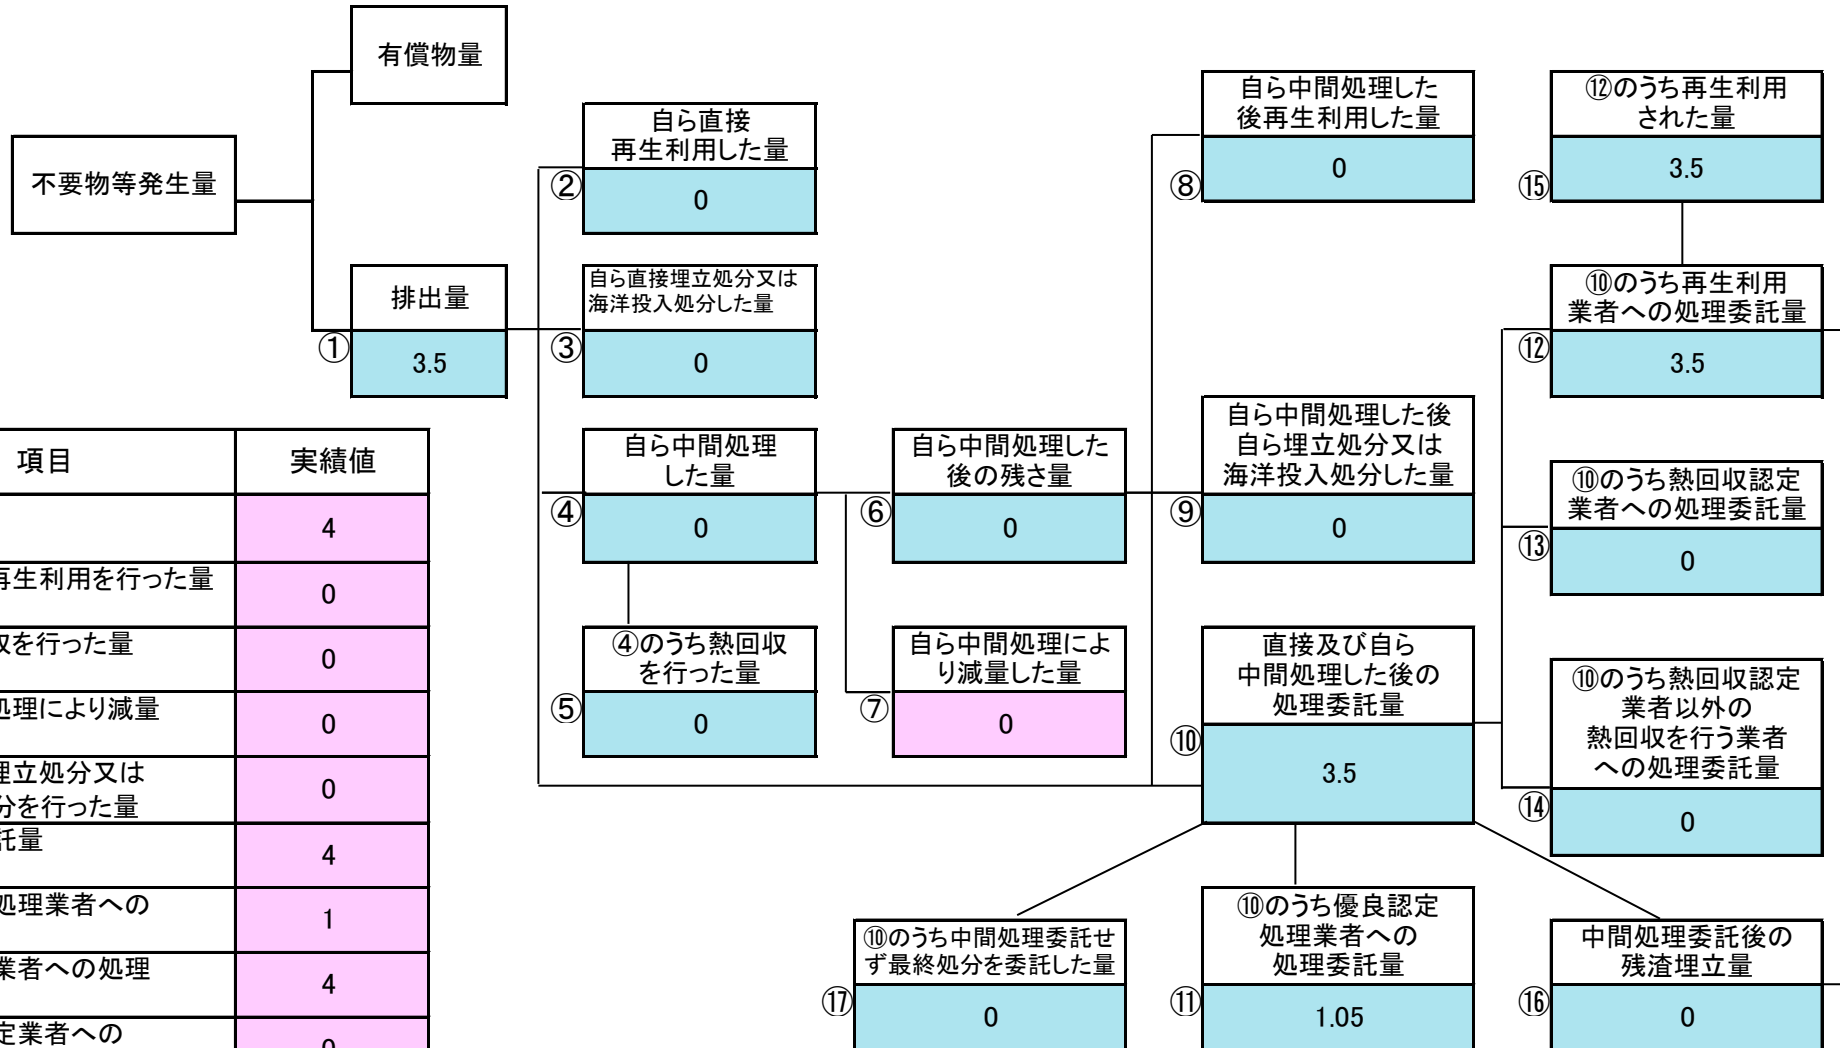 有償物量
不要物等発生量
排出量
①
3.5
自ら直接
再生利用した量
②
0
自ら直接埋立処分又は
海洋投入処分した量
③
0
自ら中間処理
した量
④
0
④のうち熱回収
を行った量
⑤
0
自ら中間処理した
後の残さ量
⑥
0
自ら中間処理によ
り減量した量
⑦
0
自ら中間処理した
後再生利用した量
⑧
0
自ら中間処理した後
自ら埋立処分又は
海洋投入処分した量
⑨
0
直接及び自ら
中間処理した後の
処理委託量
⑩
3.5
⑫のうち再生利用
された量
⑮
3.5
⑩のうち再生利用
業者への処理委託量
⑫
3.5
⑩のうち熱回収認定
業者への処理委託量
⑬
0
⑩のうち熱回収認定
業者以外の
熱回収を行う業者
への処理委託量
⑭
0
⑩のうち中間処理委託せ
ず最終処分を委託した量
⑰
0
⑩のうち優良認定
処理業者への
処理委託量
⑪
1.05
中間処理委託後の
残渣埋立量
⑯
0
項目 実績値
4
再生利用を行った量
0
を行った量
0
処理により減量
0
埋立処分又は
分を行った量
0
託量
4
処理業者への
1
業者への処理
4
定業者への
0